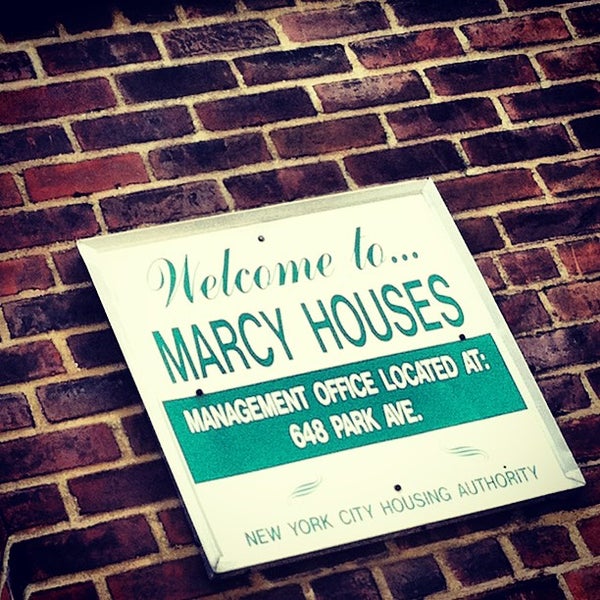 Welcome to...
MARCY HOUSES
MANAGEMENT OFFICE LOCATED AT:
648 PARK AVE.
NEW YORK CITY HOUSING AUTHORITY